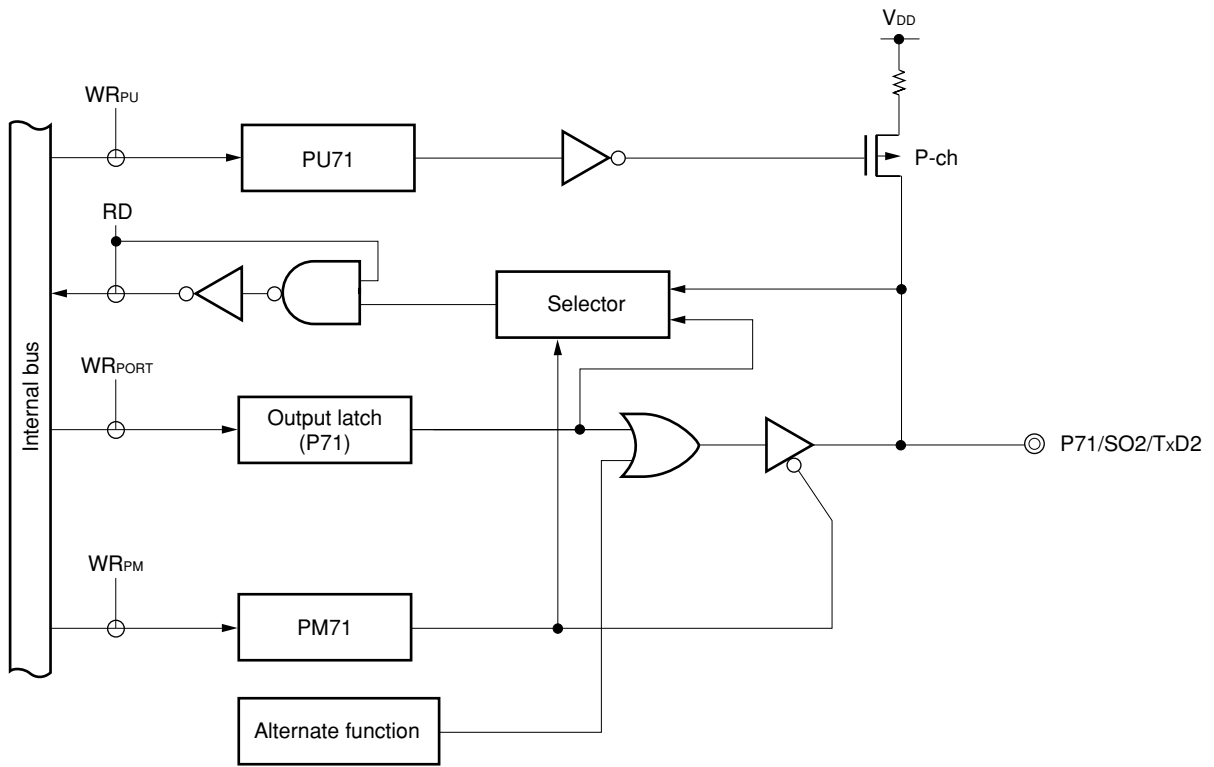 VDD
WRPU
PU71
P-ch
RD
Selector
Internal bus
WRPORT
Output latch
(P71)
P71/SO2/TxD2
WRPM
PM71
Alternate function